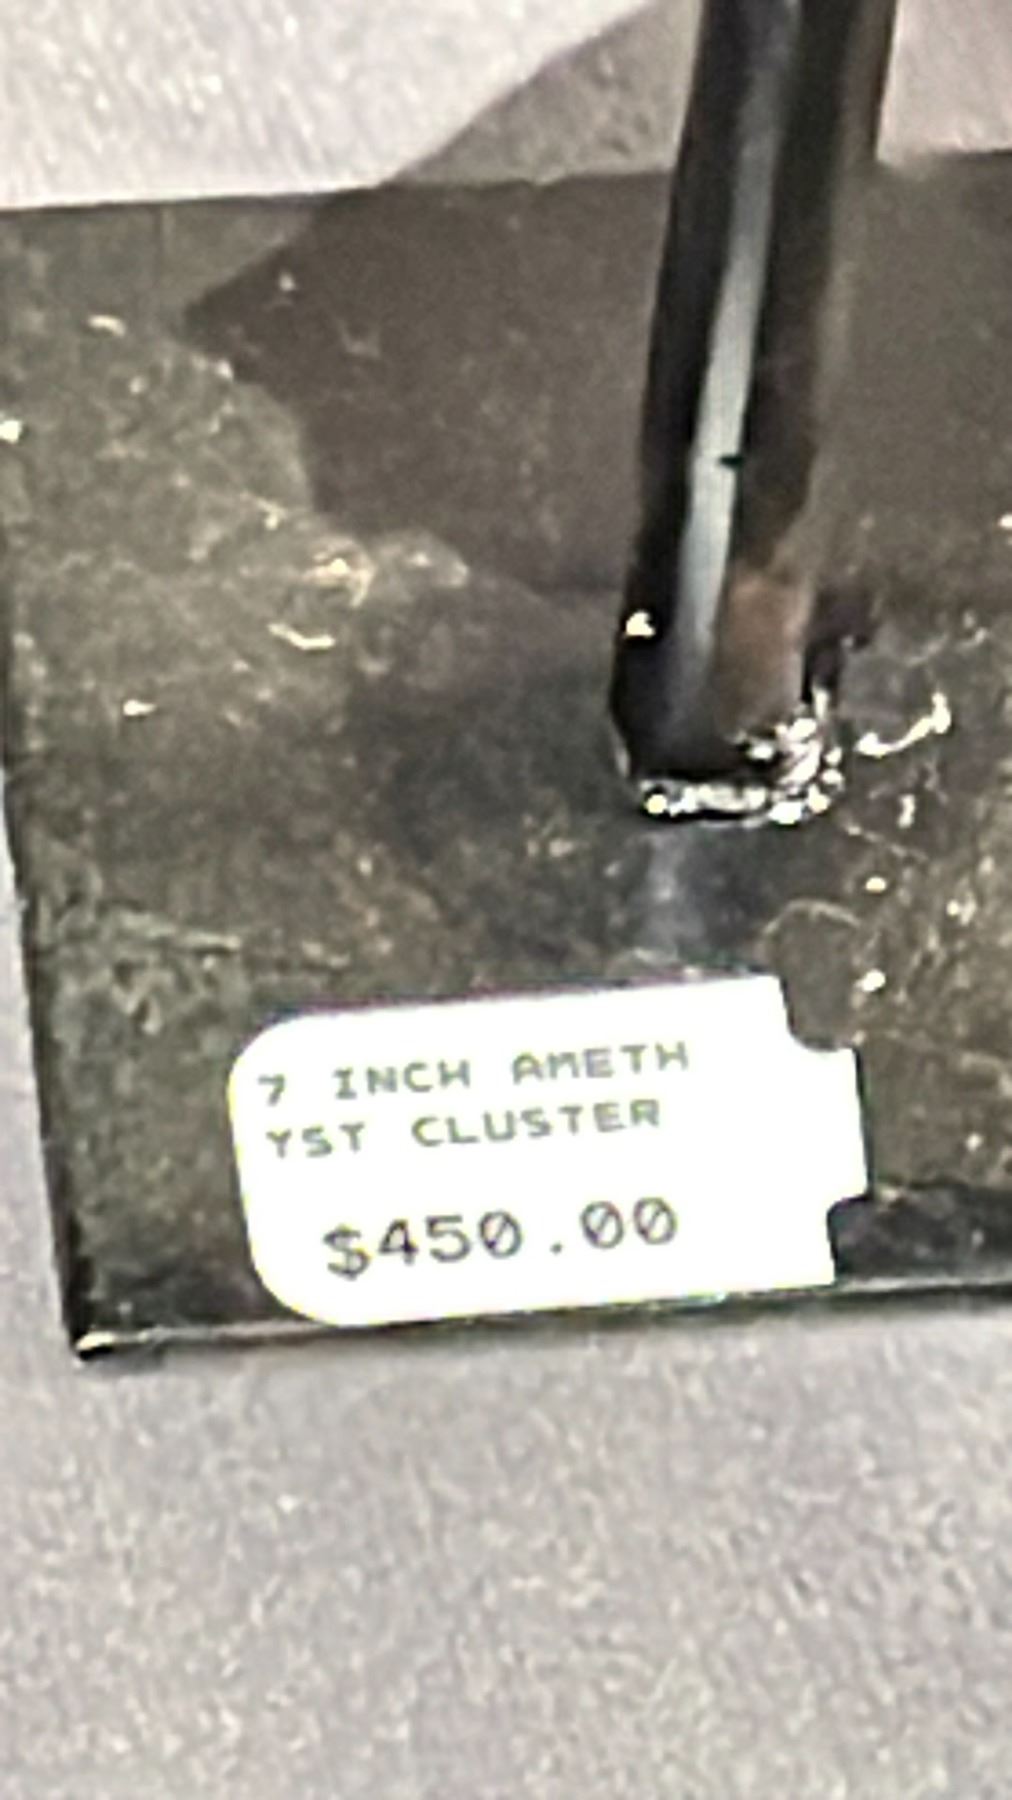 7 INCH AMETH
YST CLUSTER
$450.00